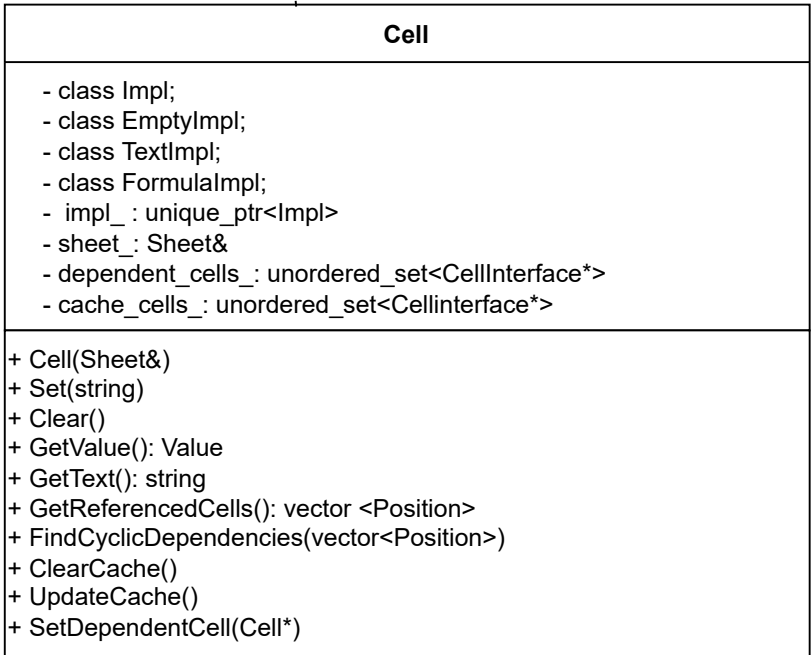 Cell
- class Impl;
- class EmptyImpl;
- class TextImpl;
- class FormulaImpl;
- impl_ : unique_ptr<Impl>
- sheet_: Sheet&
- dependent_cells_: unordered_set<CellInterface*>
- cache_cells_: unordered_set<Cellinterface*>
+ Cell(Sheet&)
+ Set(string)
+ Clear()
+ GetValue(): Value
+ GetText(): string
+ GetReferencedCells(): vector <Position>
+ FindCyclicDependencies(vector<Position>)
+ ClearCache()
+ UpdateCache()
+ SetDependentCell(Cell*)